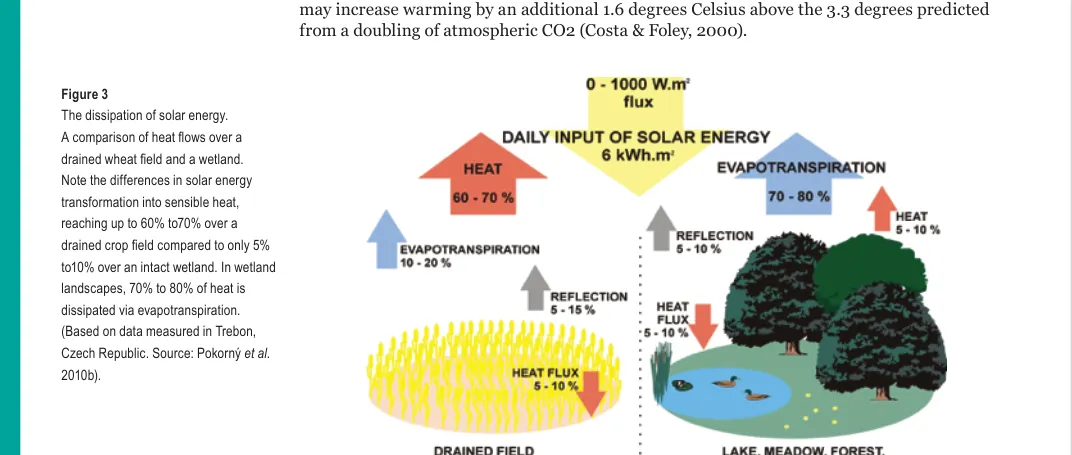 may increase warming by an additional 1.6 degrees Celsius above the 3.3 degrees predicted
from a doubling of atmospheric CO2 (Costa & Foley, 2000).
Figure 3
The dissipation of solar energy.
A comparison of heat flows over a
drained wheat field and a wetland.
Note the differences in solar energy
transformation into sensible heat,
reaching up to 60% to70% over a
drained crop field compared to only 5%
to10% over an intact wetland. In wetland
landscapes, 70% to 80% of heat is
dissipated via evapotranspiration.
(Based on data measured in Trebon,
Czech Republic. Source: Pokorný et al.
2010b).
0 - 1000 W.m²
flux
DAILY INPUT OF SOLAR ENERGY
6 kWh.m²
HEAT
60 - 70 %
EVAPOTRANSPIRATION
10 - 20 %
REFLECTION
5 - 15 %
HEAT FLUX
5 - 10 %
DRAINED FIELD
EVAPOTRANSPIRATION
70 - 80 %
HEAT
5 - 10 %
REFLECTION
5 - 10 %
HEAT
FLUX
5 - 10 %
LAKE, MEADOW, FOREST,